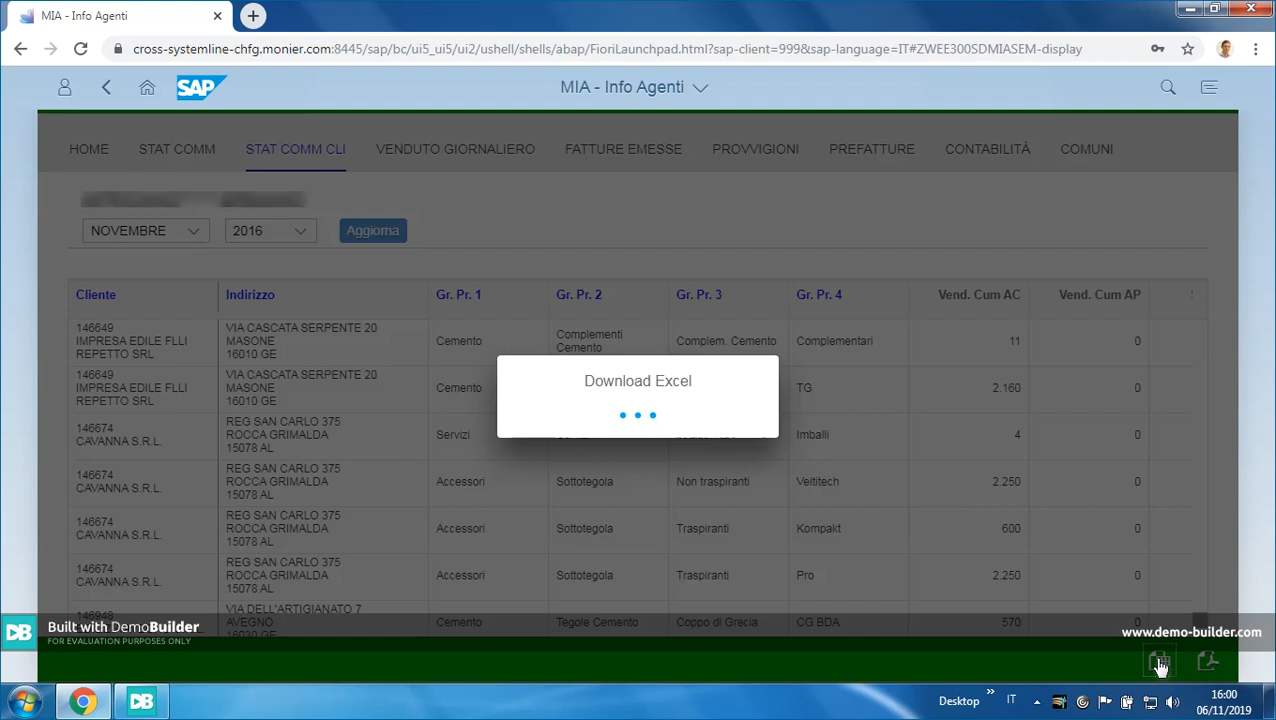 MIA - Info Agenti
cross-systemline-chfg.monier.com:8445/sap/bc/ui5_ui5/ui2/ushell/shells/abap/FioriLaunchpad.html?sap-client=999&sap-language=IT#ZWEE300SDMIASEM-display
SAP
MIA - Info Agenti
HOME STAT COMM STAT COMM CLI VENDUTO GIORNALIERO FATTURE EMESSE PROVVIGIONI PREFATTURE CONTABILITÀ COMUNI
NOVEMBRE 2016 Aggiorna
Cliente Indirizzo Gr. Pr. 1 Gr. Pr. 2 Gr. Pr. 3 Gr. Pr. 4 Vend. Cum AC Vend. Cum AP
146649
IMPRESA EDILE FLLI
REPETTO SRL
VIA CASCATA SERPENTE 20
MASONE
16010 GE
Cemento
Complementi
Cemento
Complem. Cemento
Complementari
11
0
146649
IMPRESA EDILE FLLI
REPETTO SRL
VIA CASCATA SERPENTE 20
MASONE
16010 GE
Cemento
TG
2.160
0
146674
CAVANNA S.R.L.
REG SAN CARLO 375
ROCCA GRIMALDA
15078 AL
Servizi
Imballi
4
0
146674
CAVANNA S.R.L.
REG SAN CARLO 375
ROCCA GRIMALDA
15078 AL
Accessori
Sottotegola
Non traspiranti
Veltitech
2.250
0
146674
CAVANNA S.R.L.
REG SAN CARLO 375
ROCCA GRIMALDA
15078 AL
Accessori
Sottotegola
Traspiranti
Kompakt
600
0
146674
CAVANNA S.R.L.
REG SAN CARLO 375
ROCCA GRIMALDA
15078 AL
Accessori
Sottotegola
Traspiranti
Pro
2.250
0
146948
VIA DELL'ARTIGIANATO 7
AVEGNO
16030 GE
Cemento
Tegole Cemento
Coppo di Grecia
CG BDA
570
0
Download Excel
DB
Built with DemoBuilder
FOR EVALUATION PURPOSES ONLY
www.demo-builder.com
DB
Desktop
IT
16:00
06/11/2019